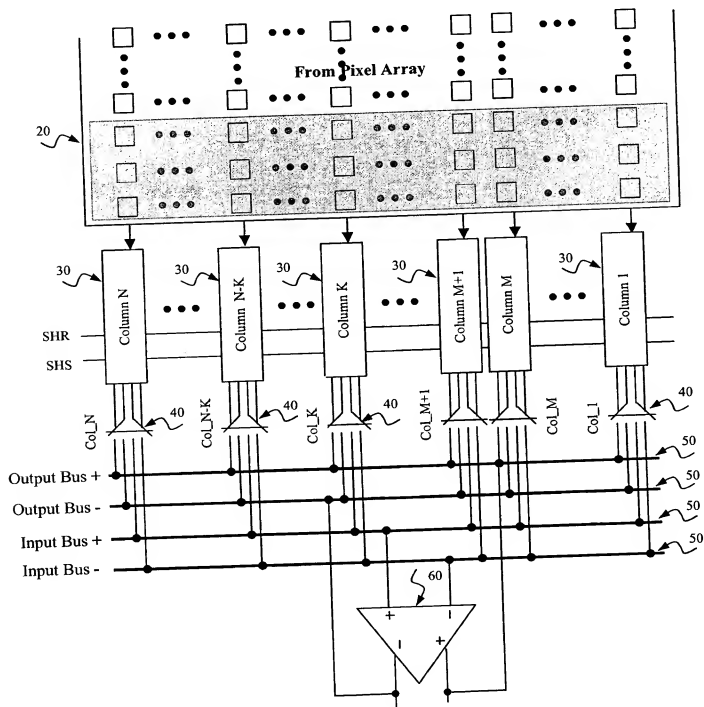 From Pixel Array
20
30
30
30
30
30
Column N
Column N-K
Column K
Column M+1
Column M
Column 1
SHR
SHS
Col_N
40
Col_N-K
40
Col_K
40
Col_M+1
Col_M
Col_1
40
Output Bus +
50
Output Bus -
50
Input Bus +
50
Input Bus -
50
60
+
-
-
+